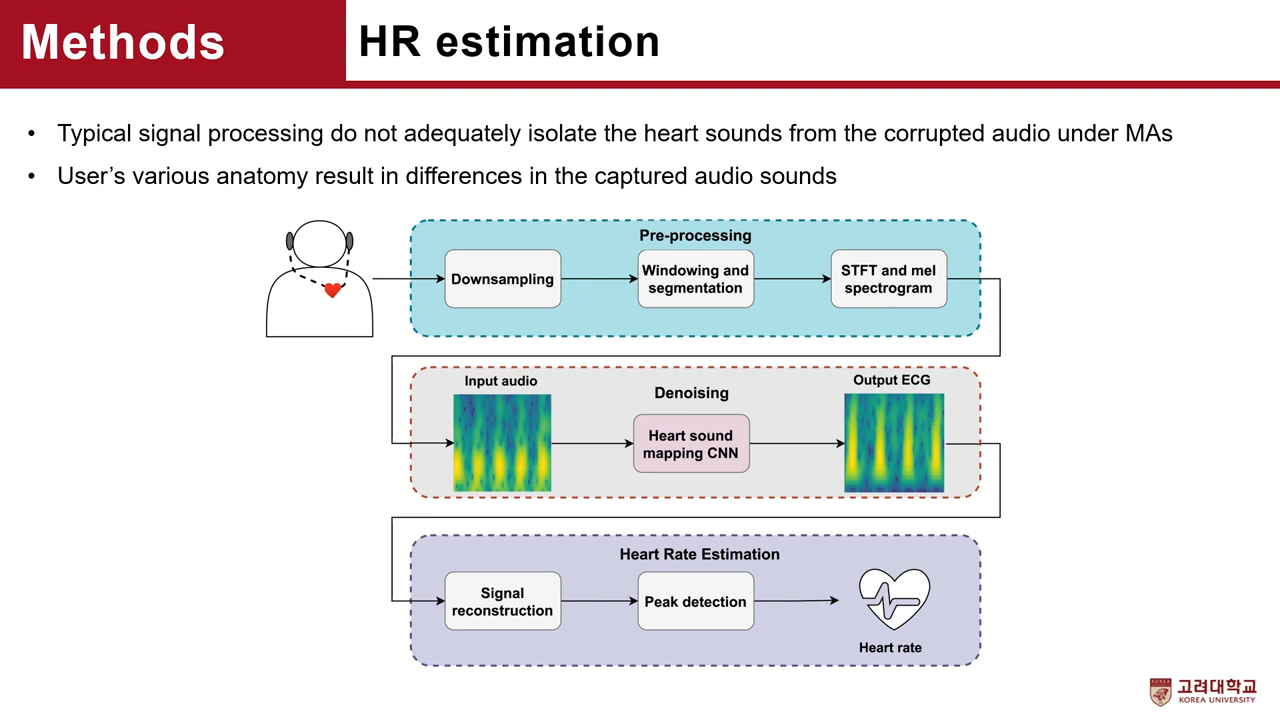 Methods
HR estimation
• Typical signal processing do not adequately isolate the heart sounds from the corrupted audio under MAs
• User's various anatomy result in differences in the captured audio sounds
Pre-processing
Downsampling
Windowing and
segmentation
STFT and mel
spectrogram
Input audio
Denoising
Output ECG
Heart sound
mapping CNN
Heart Rate Estimation
Signal
reconstruction
Peak detection
Heart rate
고려대학교
KOREA UNIVERSITY